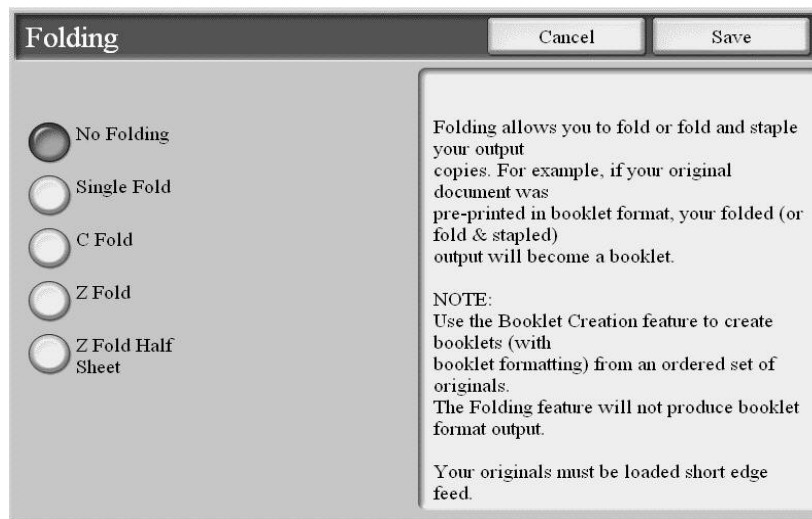 Folding
Cancel
Save
No Folding
Single Fold
C Fold
Z Fold
Z Fold Half
Sheet
Folding allows you to fold or fold and staple
your output
copies. For example, if your original
document was
pre-printed in booklet format, your folded (or
fold & stapled)
output will become a booklet.
NOTE:
Use the Booklet Creation feature to create
booklets (with
booklet formatting) from an ordered set of
originals.
The Folding feature will not produce booklet
format output.
Your originals must be loaded short edge
feed.